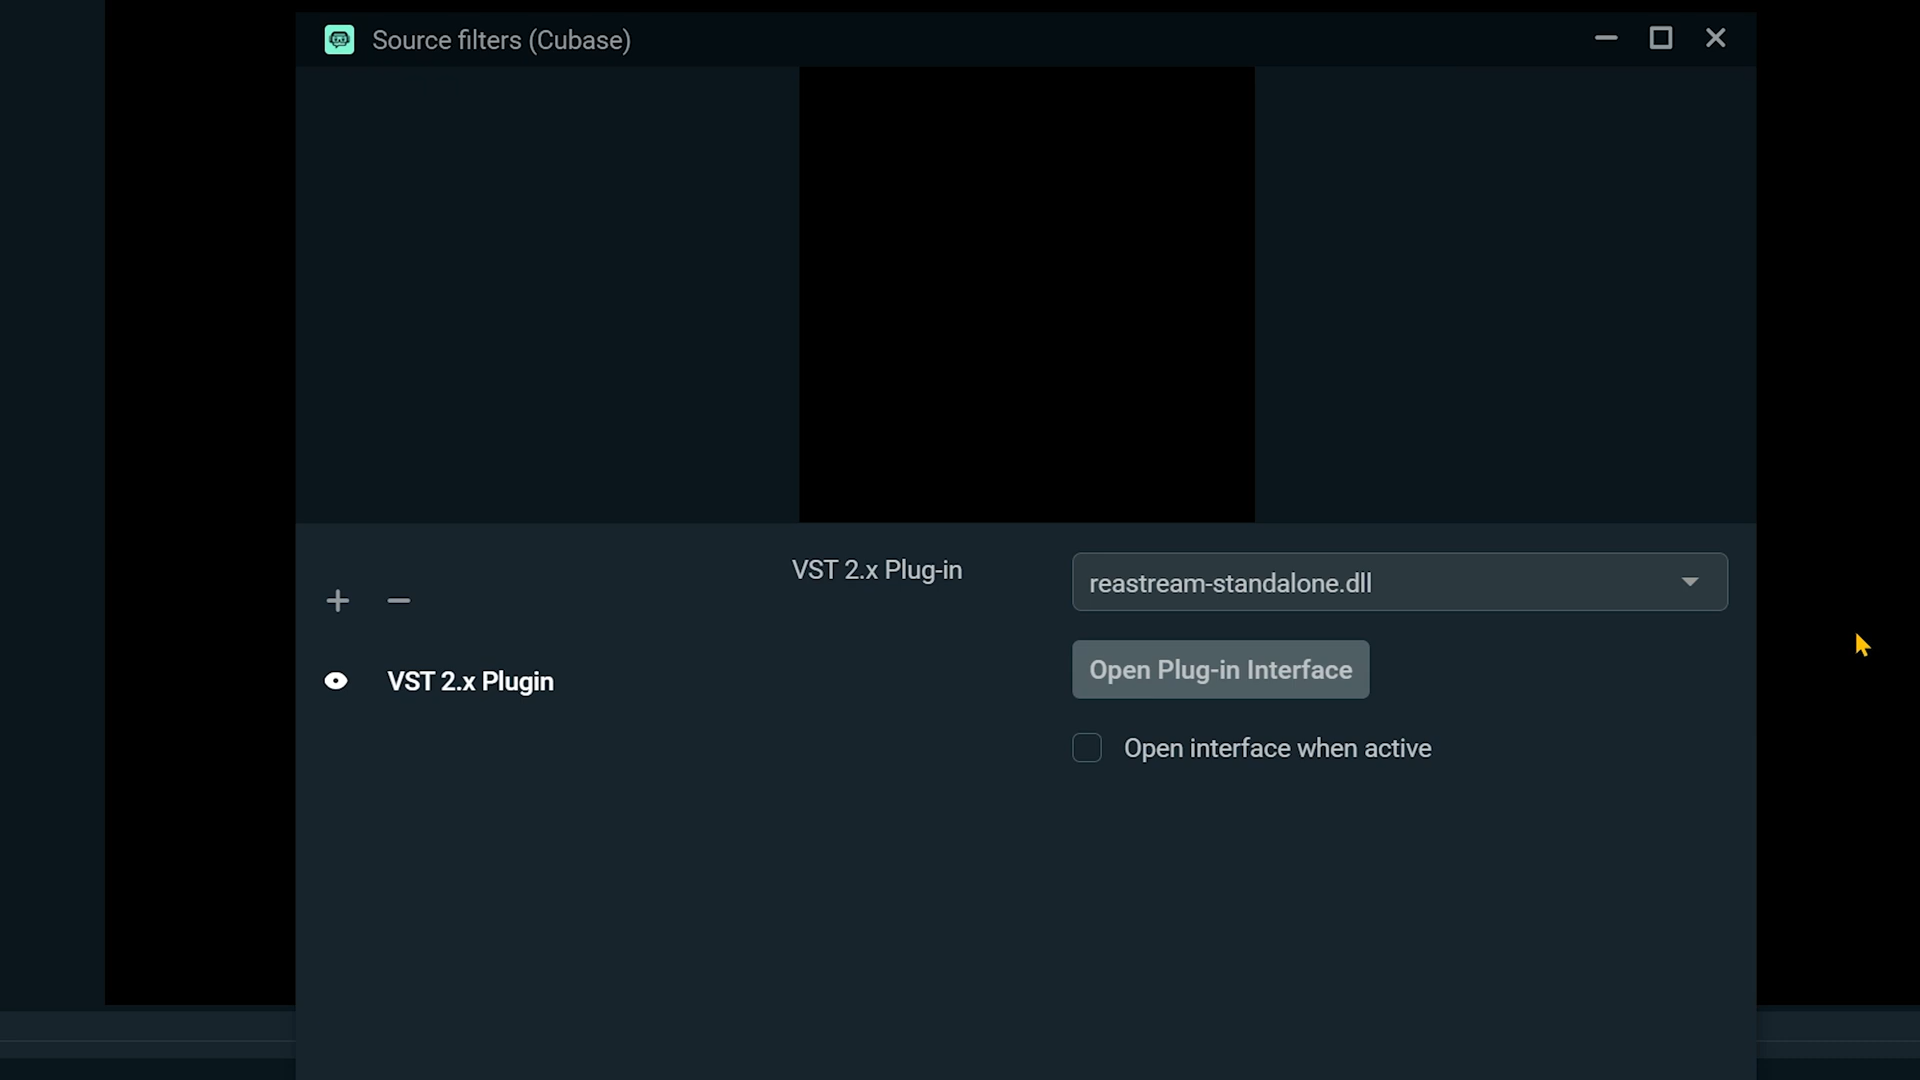 Source filters (Cubase)
VST 2.x Plug-in
reastream-standalone.dll
Open Plug-in Interface
VST 2.x Plugin
Open interface when active